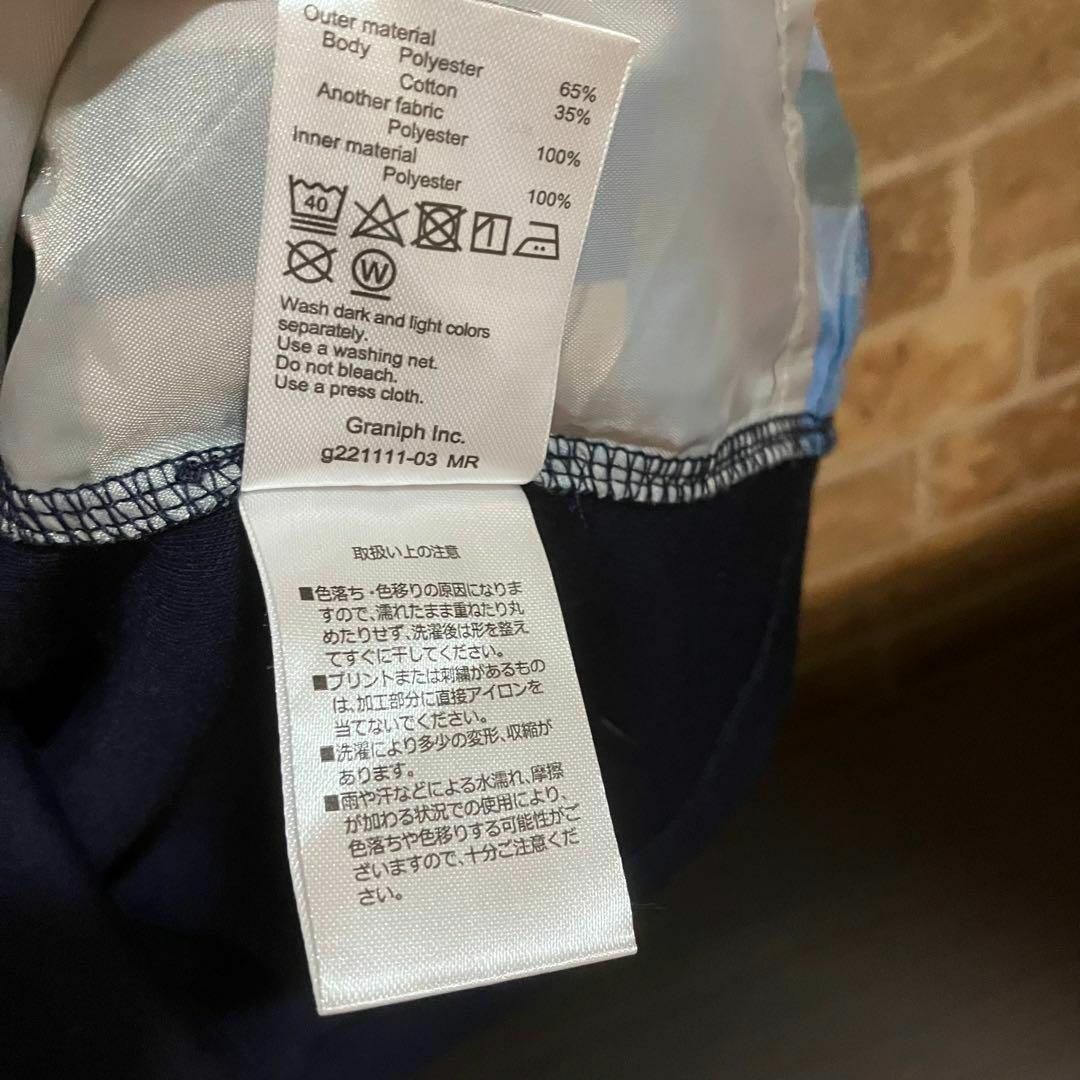 Outer material
Body Polyester 65%
Cotton 35%
Another fabric
Polyester 100%
Inner material
Polyester 100%
40
W
Wash dark and light colors
separately.
Use a washing net.
Do not bleach.
Use a press cloth.
Graniph Inc.
g221111-03 MR
取扱い上の注意
■色落ち・色移りの原因になりま
すので、濡れたまま重ねたり丸
めたりせず、洗濯後は形を整え
てすぐに干してください。
■プリントまたは刺繍があるもの
は、加工部分に直接アイロンを
当てないでください。
■洗濯により多少の変形、収縮が
あります。
■雨や汗などによる水濡れ、摩擦
が加わる状況での使用により、
色落ちや色移りする可能性がご
ざいますので、十分ご注意くだ
さい。